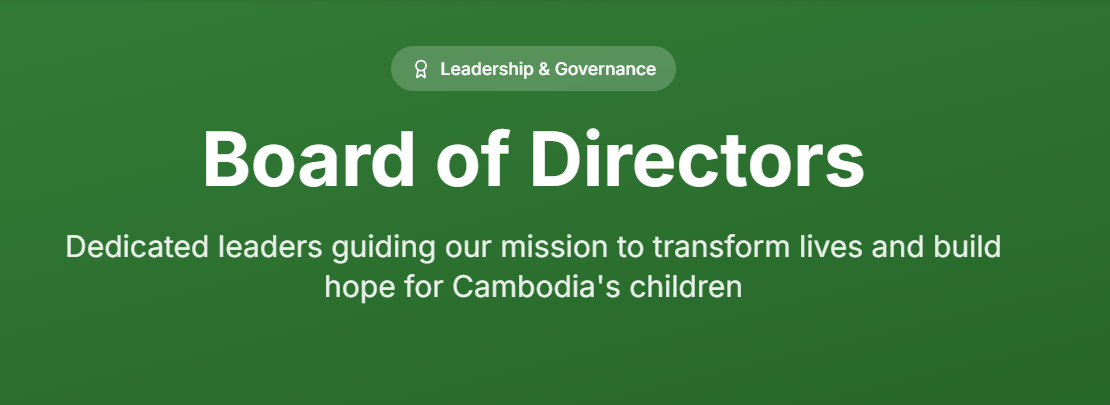 Leadership & Governance
Board of Directors
Dedicated leaders guiding our mission to transform lives and build
hope for Cambodia's children